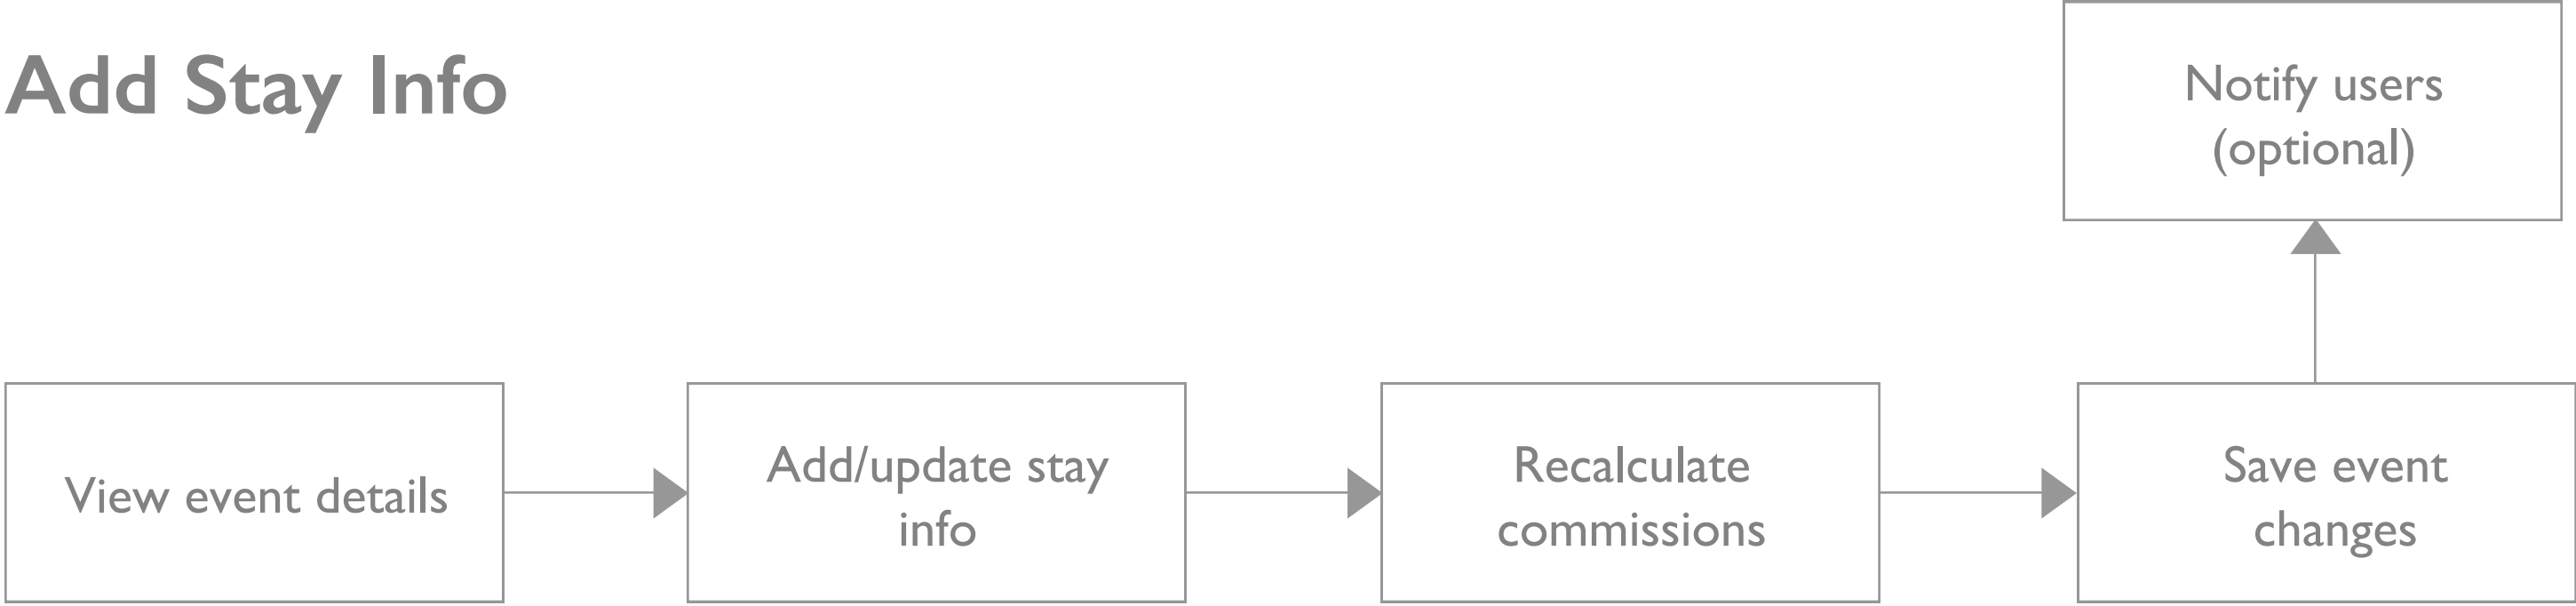 Add Stay Info
Notify users
(optional)
View event details
Add/update stay
info
Recalculate
commissions
Save event
changes